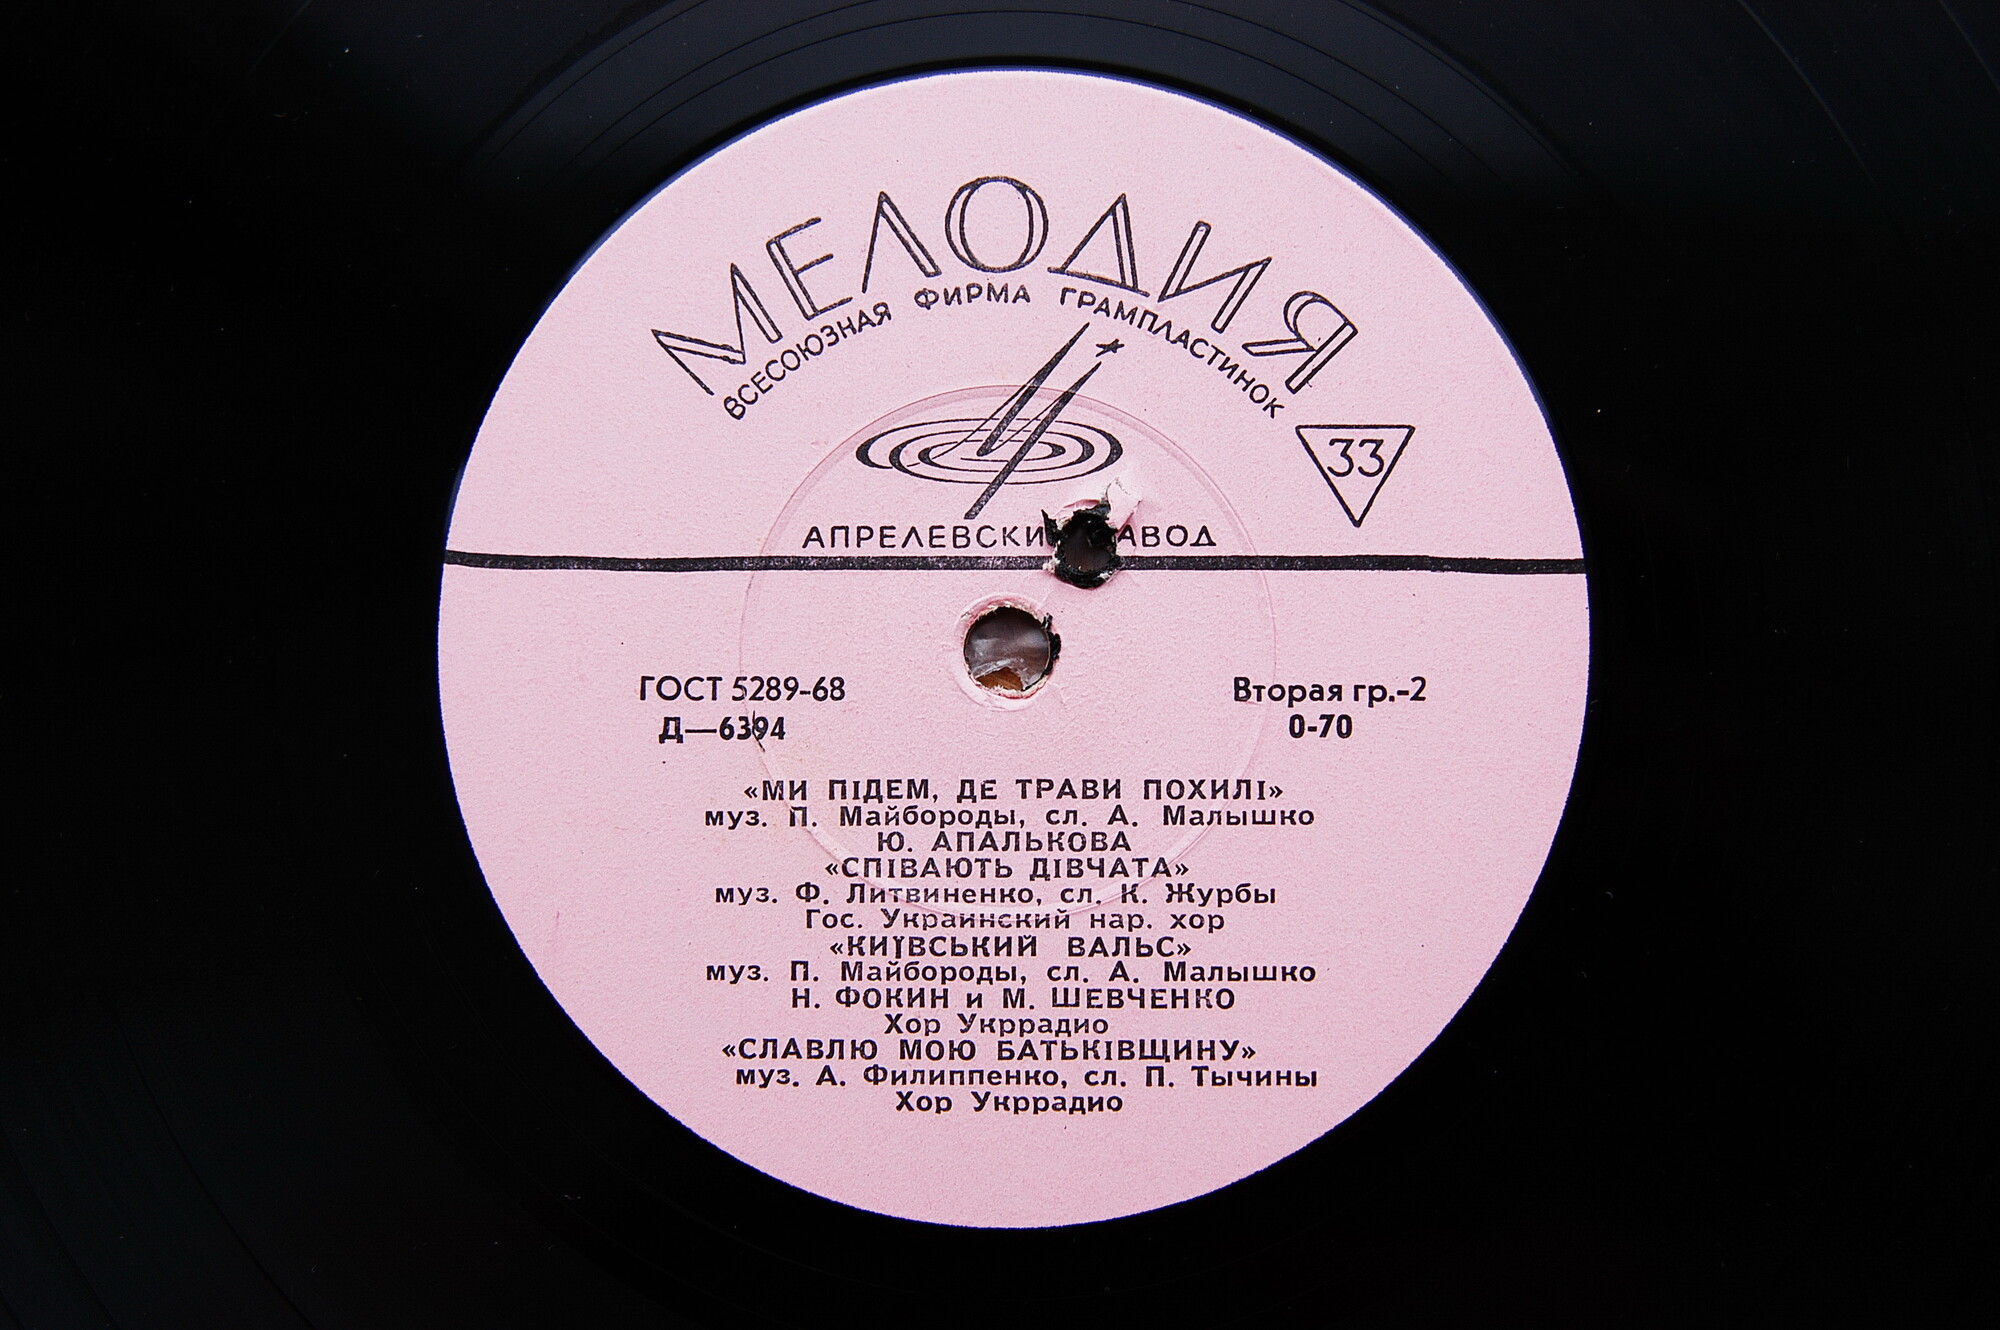 МЕЛОДИЯ
ВСЕСОЮЗНАЯ ФИРМА ГРАМПЛАСТИНОК
33
ГОСТ 5289-68
Д—6394
Вторая гр.-2
0-70
«МИ ПІДЕМ, ДЕ ТРАВИ ПОХИЛІ»
муз. П. Майбороды, сл. А. Малышко
Ю. АПАЛЬКОВА
«СПІВАЮТЬ ДІВЧАТА»
муз. Ф. Литвиненко, сл. К. Журбы
Гос. Украинский нар. хор
«КИЇВСЬКИЙ ВАЛЬС»
муз. П. Майбороды, сл. А. Малышко
Н. ФОКИН и М. ШЕВЧЕНКО
Хор Укррадио
«СЛАВЛЮ МОЮ БАТЬКІВЩИНУ»
муз. А. Филиппенко, сл. П. Тычины
Хор Укррадио